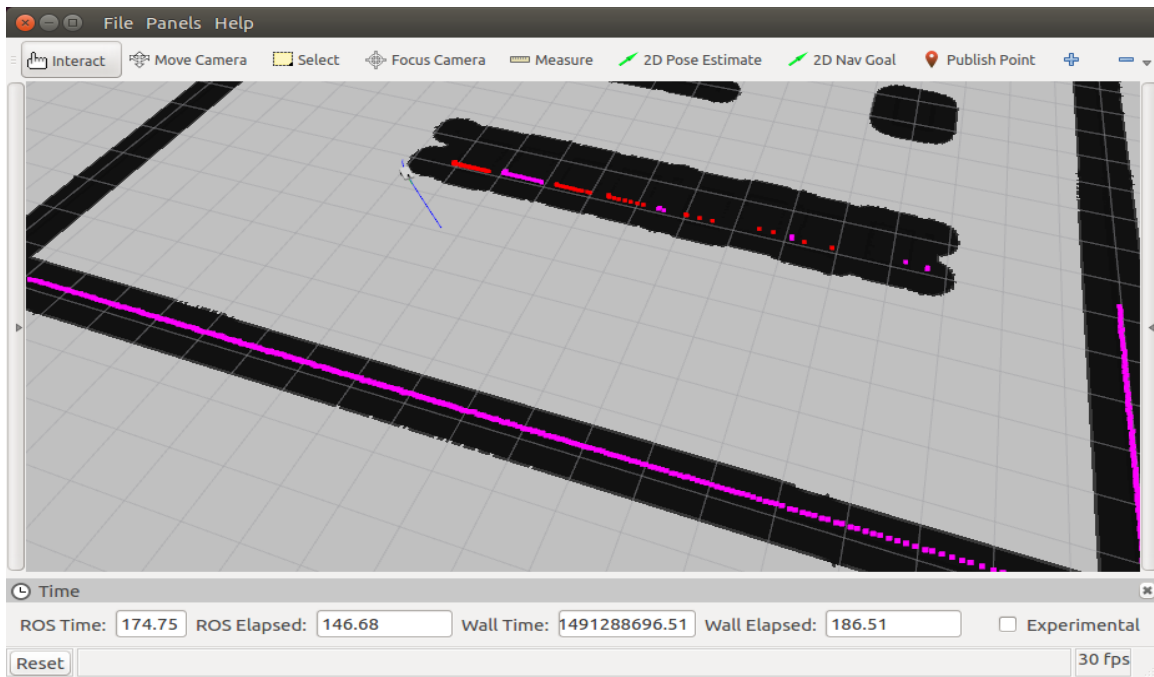 File Panels Help
Interact Move Camera Select Focus Camera Measure 2D Pose Estimate 2D Nav Goal Publish Point
Time
ROS Time: 174.75 ROS Elapsed: 146.68 Wall Time: 1491288696.51 Wall Elapsed: 186.51 Experimental
Reset 30 fps